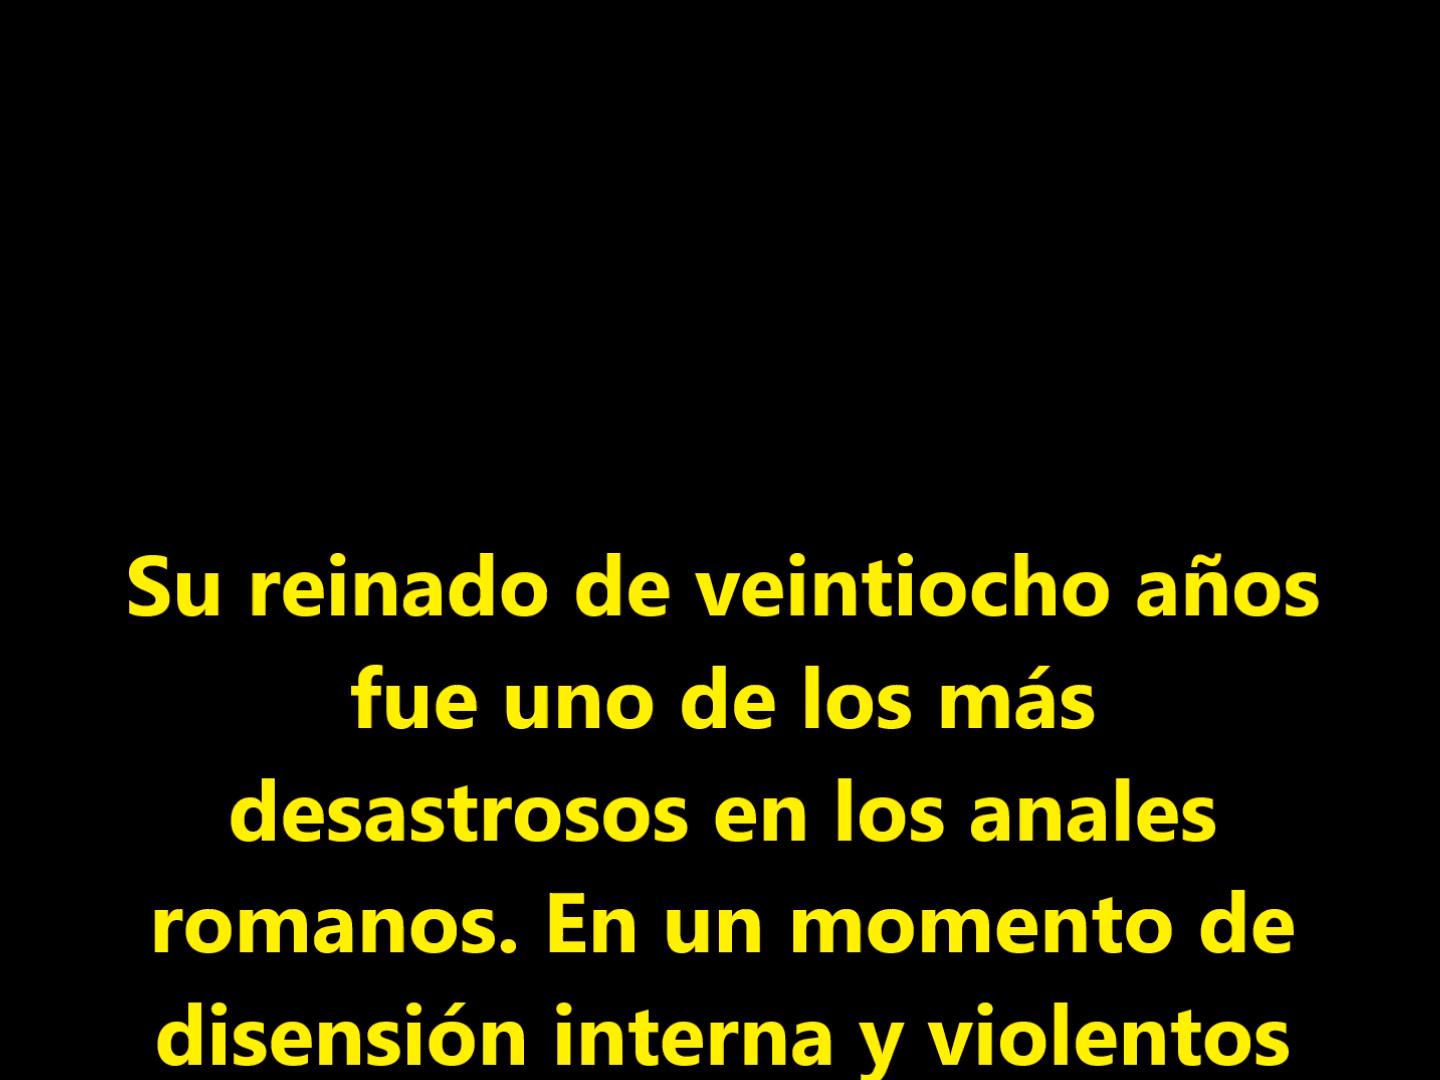 Su reinado de veintiocho años
fue uno de los más
desastrosos en los anales
romanos. En un momento de
disensión interna y violentos